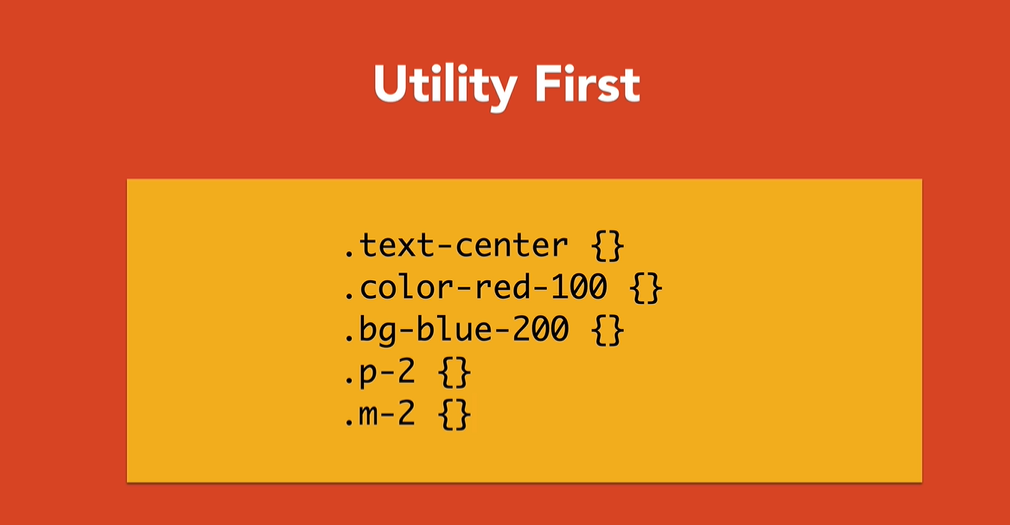 Utility First
.text-center {}
.color-red-100 {}
.bg-blue-200 {}
.p-2 {}
.m-2 {}